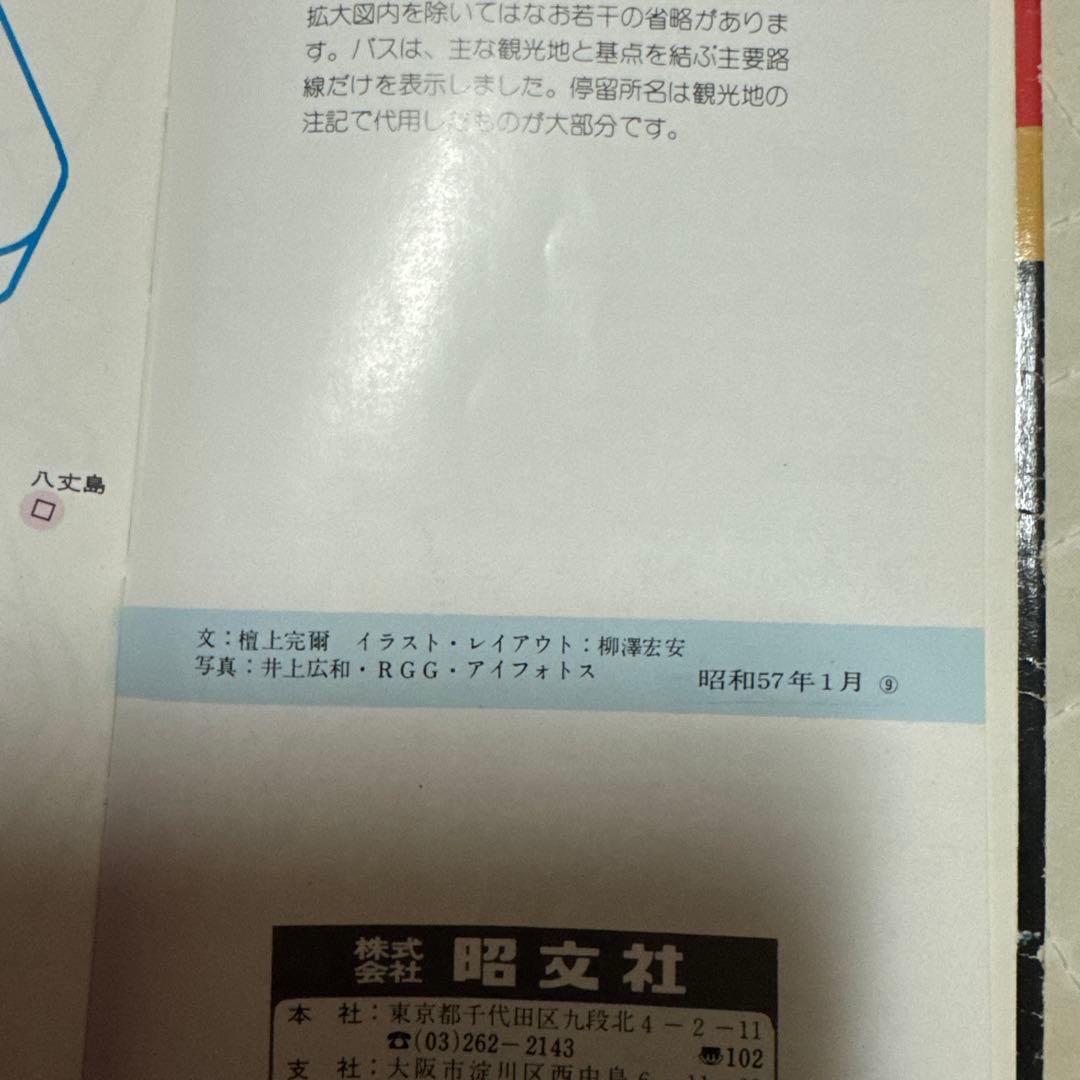 拡大図内を除いてはなお若干の省略がありま
す。バスは、主な観光地と基点を結ぶ主要路
線だけを表示しました。停留所名は観光地の
注記で代用したものが大部分です。
八丈島
文：檀上完爾 イラスト・レイアウト：柳澤宏安
写真：井上広和・RGG・アイフォトス
昭和57年1月 ⑨
株式会社 昭文社
本 社：東京都千代田区九段北4－2－11
☎(03)262－2143
〠102
支 社：大阪市淀川区西中島6